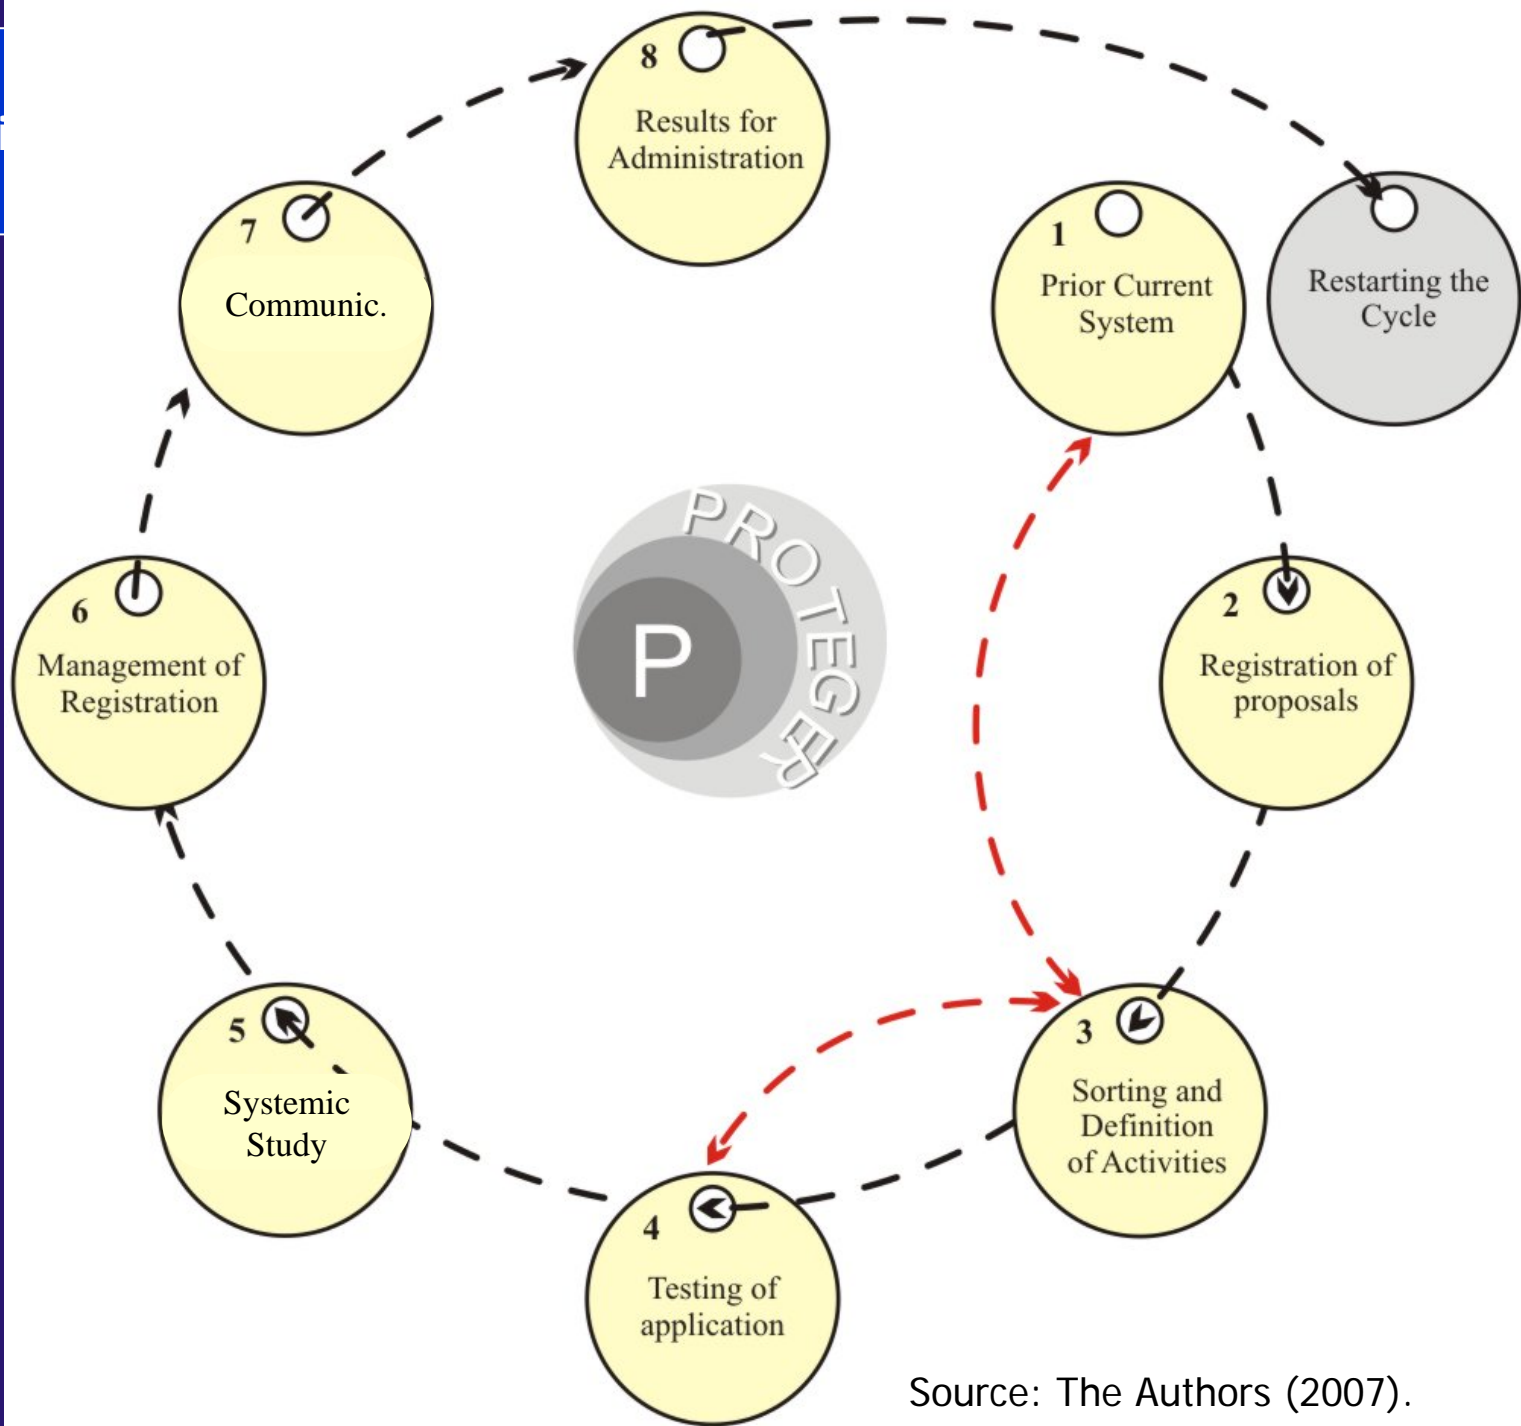 8
Results for
Administration
7
Communic.
1
Prior Current
System
Restarting the
Cycle
PROTEGER
P
6
Management of
Registration
2
Registration of
proposals
5
Systemic
Study
3
Sorting and
Definition
of Activities
4
Testing of
application
Source: The Authors (2007).